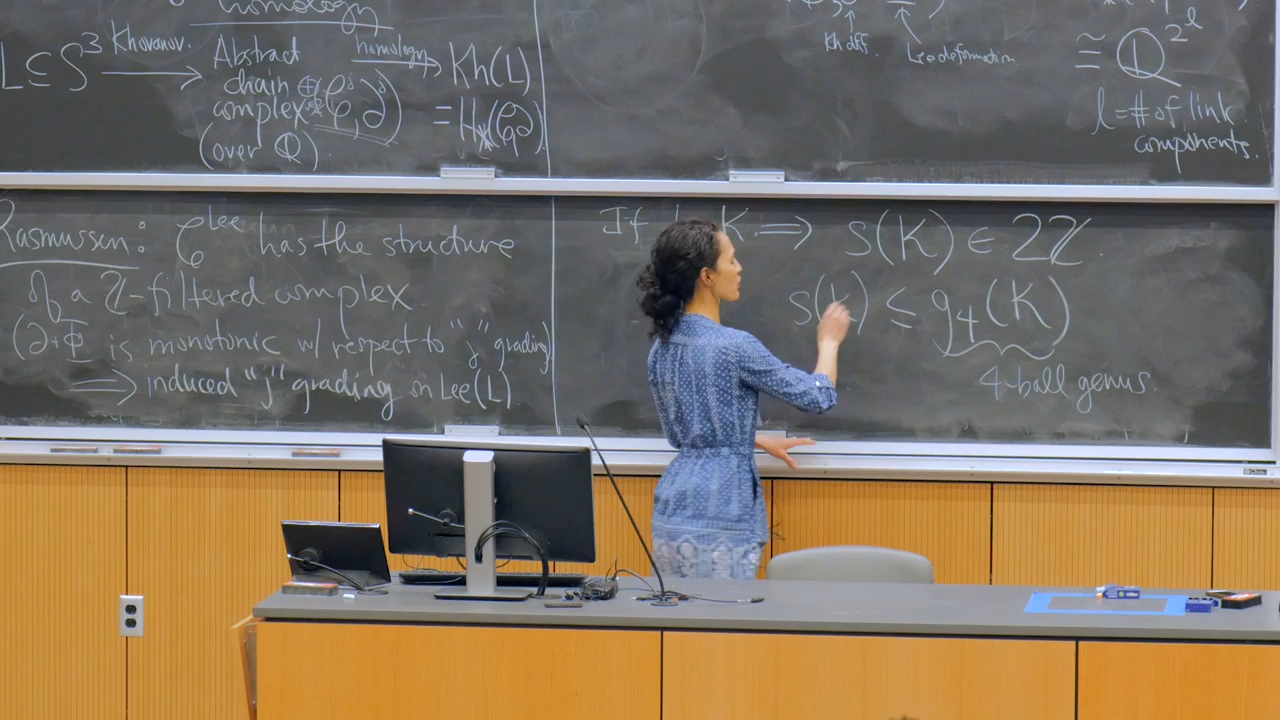 homology
L ⊆ S³ Khovanov. → Abstract chain complex ⊕ (𝒞, ∂) (over ℚ) homology → Kh(L)
= H⁎(𝒞, ∂)
Kh diff.
Lee deformation
≅ ℚ^{2^l}
l = # of link
components.
Rasmussen: 𝒞^{Lee} has the structure
of a ℤ-filtered complex
(∂+Φ is monotonic w/ respect to "j" grading)
⟹ induced "j" grading on Lee(L).
If K. ⟹ s(K) ∈ 2ℤ.
s( ) ≤ g₄(K)
4-ball genus.